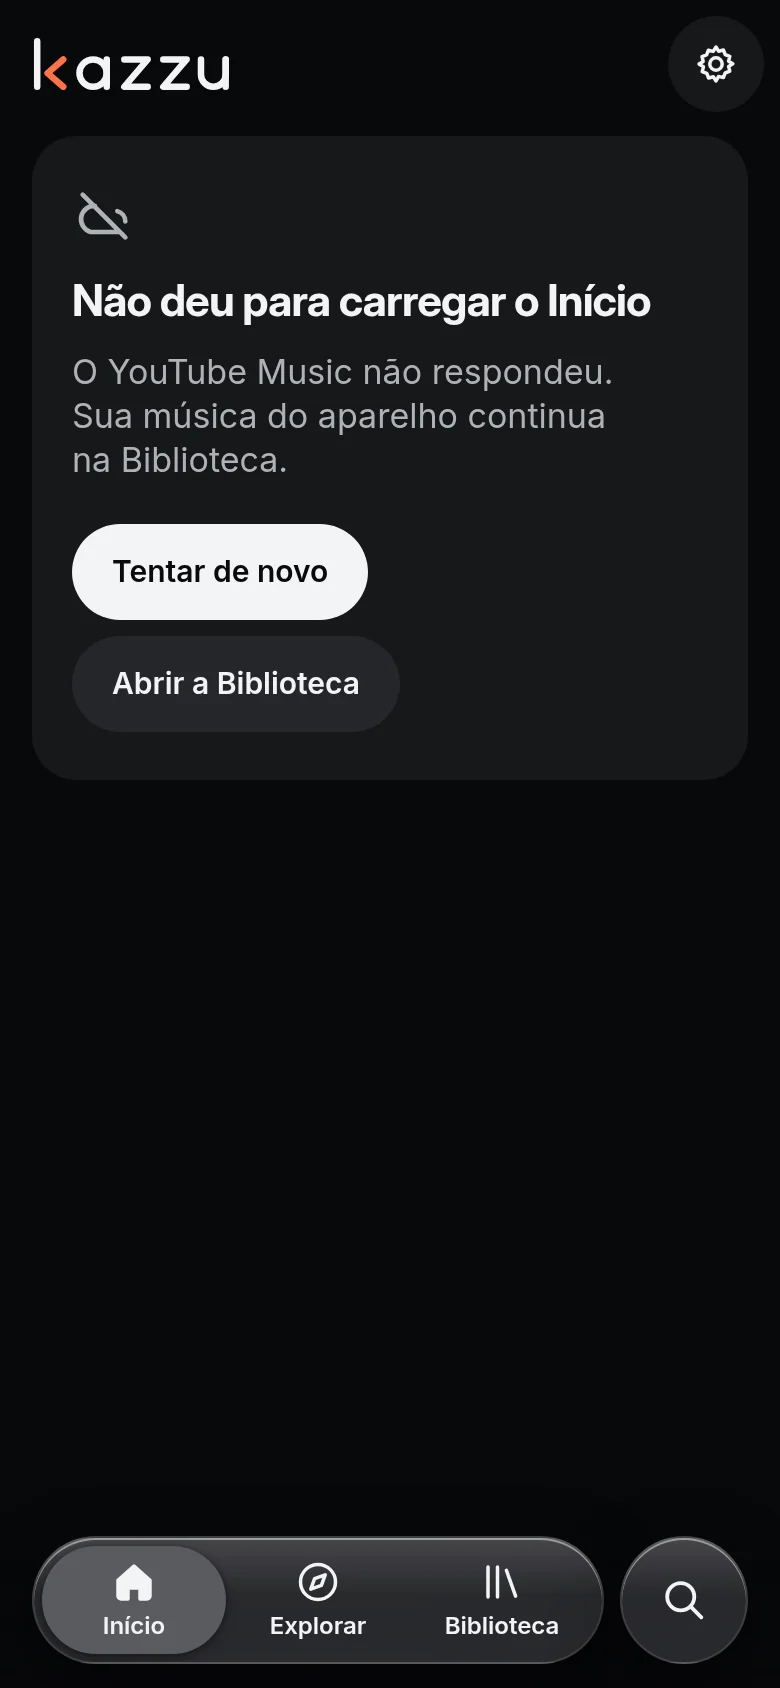 kazzu
Não deu para carregar o Início
O YouTube Music não respondeu.
Sua música do aparelho continua
na Biblioteca.
Tentar de novo
Abrir a Biblioteca
Início
Explorar
Biblioteca